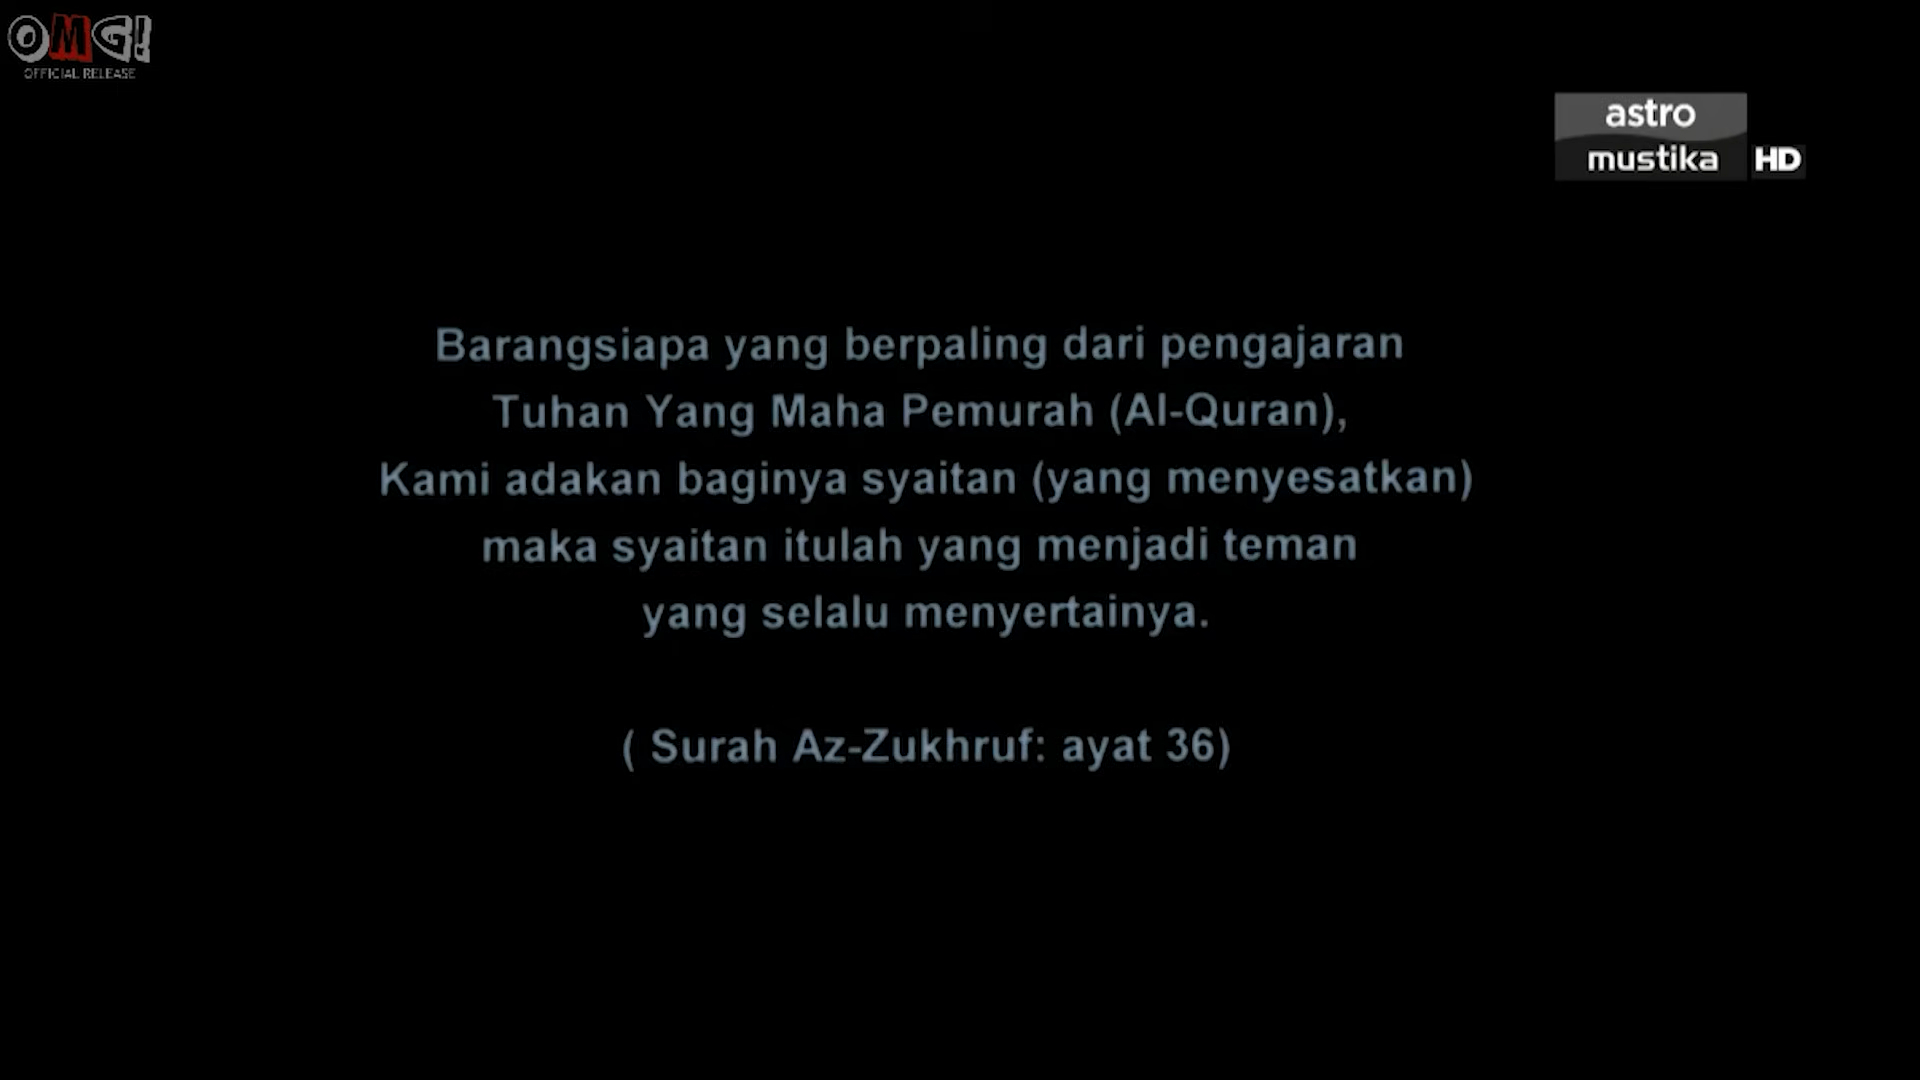 OMG!
OFFICIAL RELEASE
astro
mustika HD
Barangsiapa yang berpaling dari pengajaran
Tuhan Yang Maha Pemurah (Al-Quran),
Kami adakan baginya syaitan (yang menyesatkan)
maka syaitan itulah yang menjadi teman
yang selalu menyertainya.
( Surah Az-Zukhruf: ayat 36)